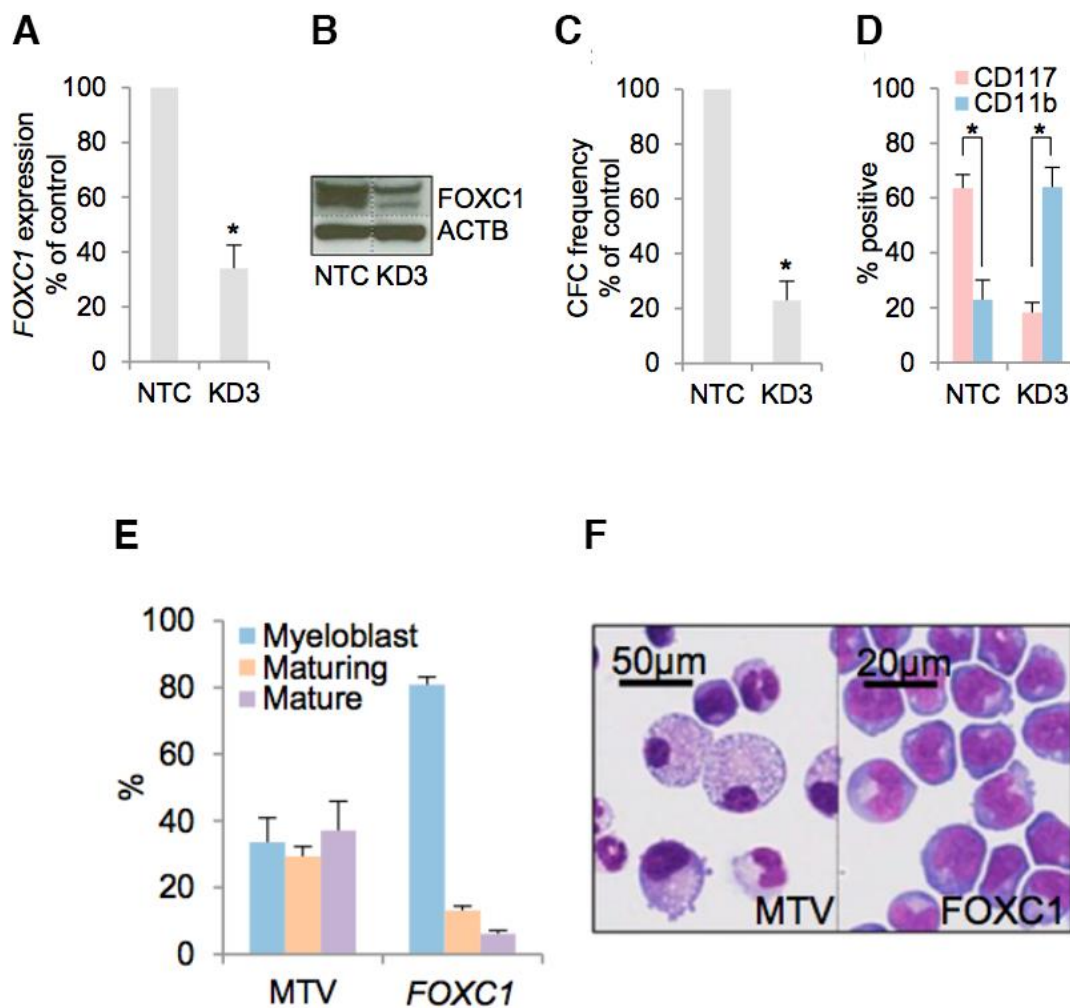 A
FOXC1 expression
% of control
100
80
60
40
20
0
*
NTC KD3
B
FOXC1
ACTB
NTC KD3
C
CFC frequency
% of control
100
80
60
40
20
0
*
NTC KD3
D
CD117
CD11b
% positive
100
80
60
40
20
0
* *
NTC KD3
E
Myeloblast
Maturing
Mature
%
100
80
60
40
20
0
MTV FOXC1
F
50µm 20µm
MTV FOXC1